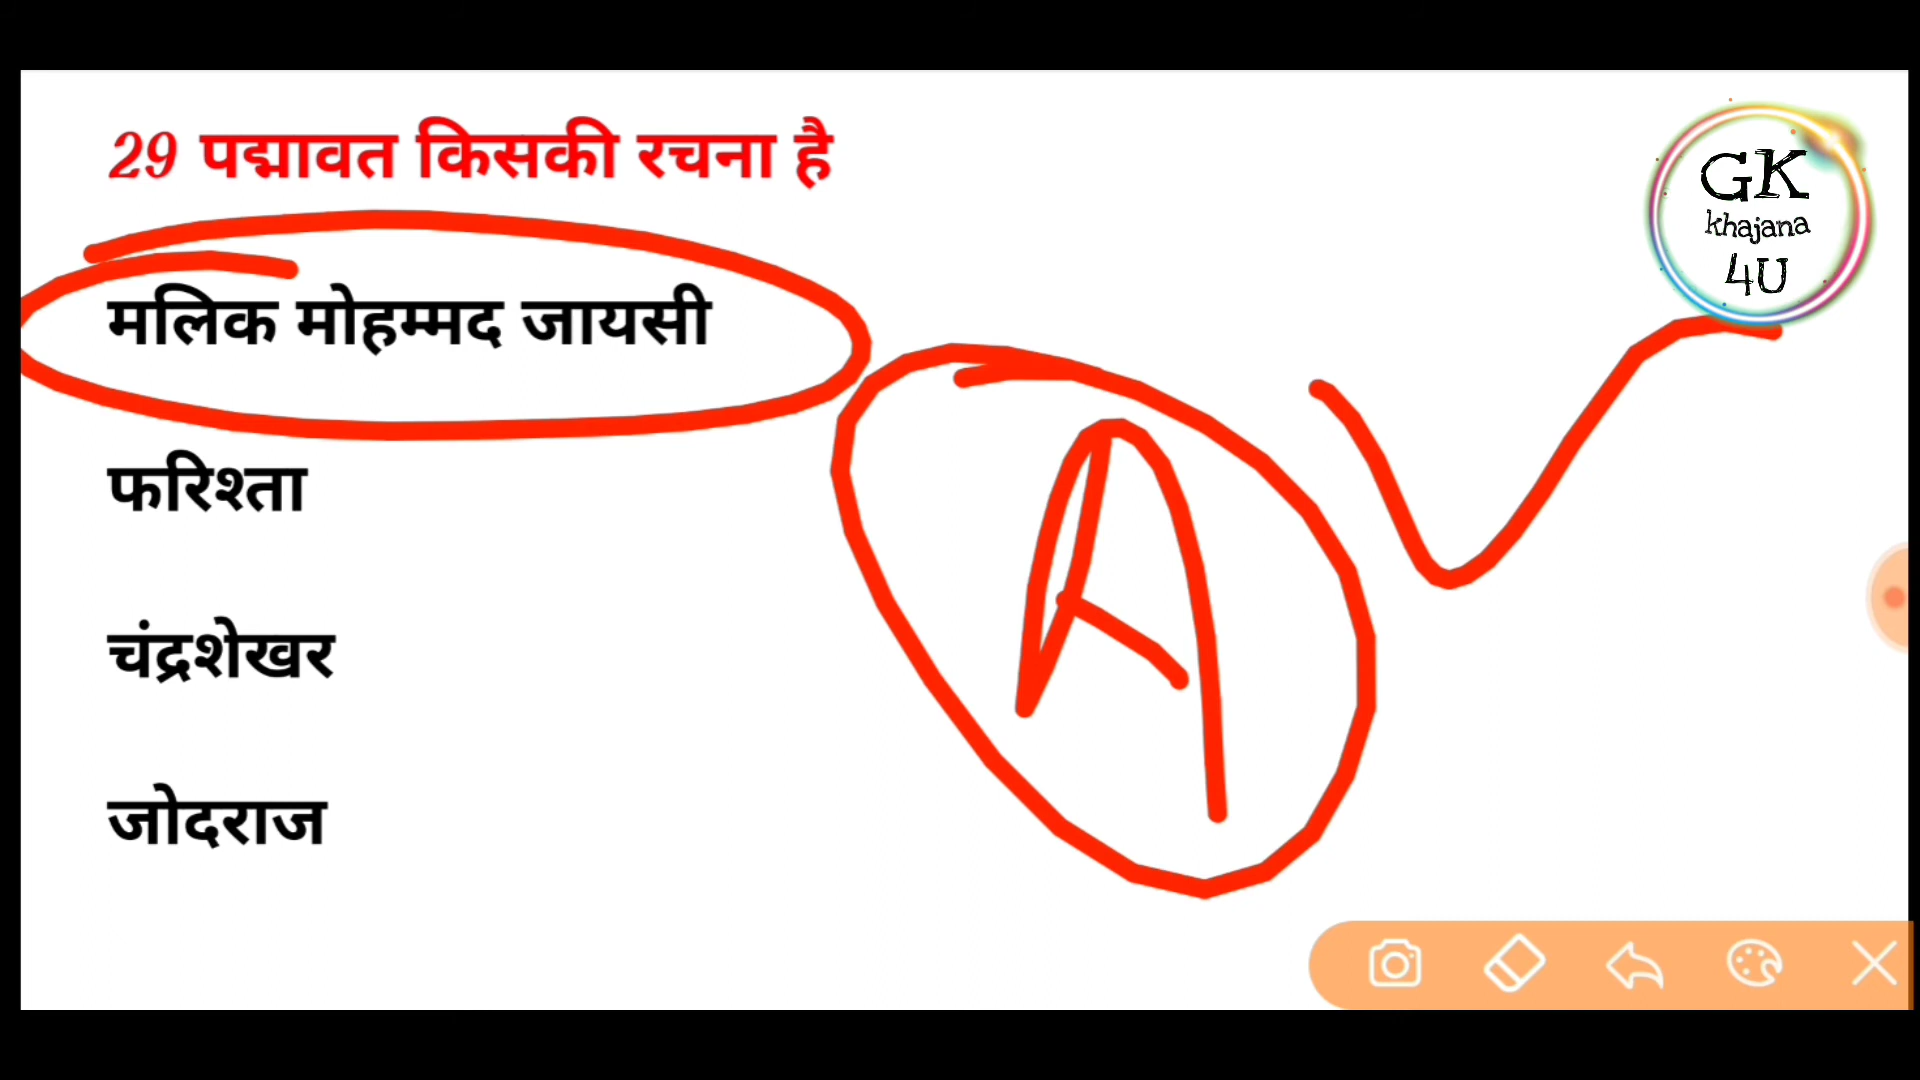 29 पद्मावत किसकी रचना है
मलिक मोहम्मद जायसी
फरिश्ता
चंद्रशेखर
जोदराज
A
GK
khajana
4U